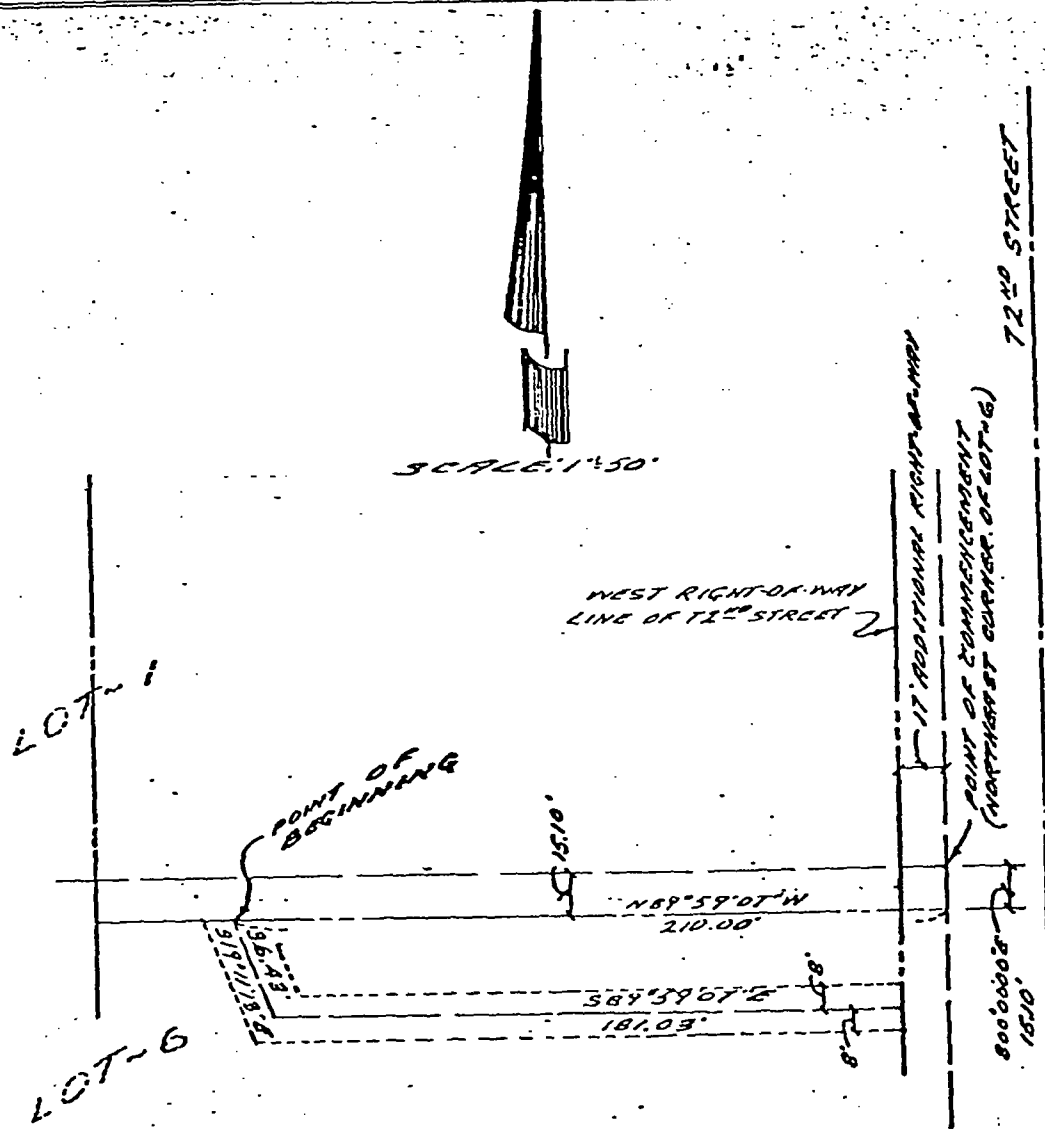 72ND STREET
SCALE: 1"=50'
17' ADDITIONAL RIGHT-OF-WAY
POINT OF COMMENCEMENT
(NORTHEAST CORNER OF LOT~6)
WEST RIGHT-OF-WAY
LINE OF 72ND STREET
LOT~1
POINT OF
BEGINNING
15.10'
N89°59'07"W
210.00'
36.43'
S89°59'07"E
181.03'
8'
8'
S00°00'00"E
15.10'
LOT~6